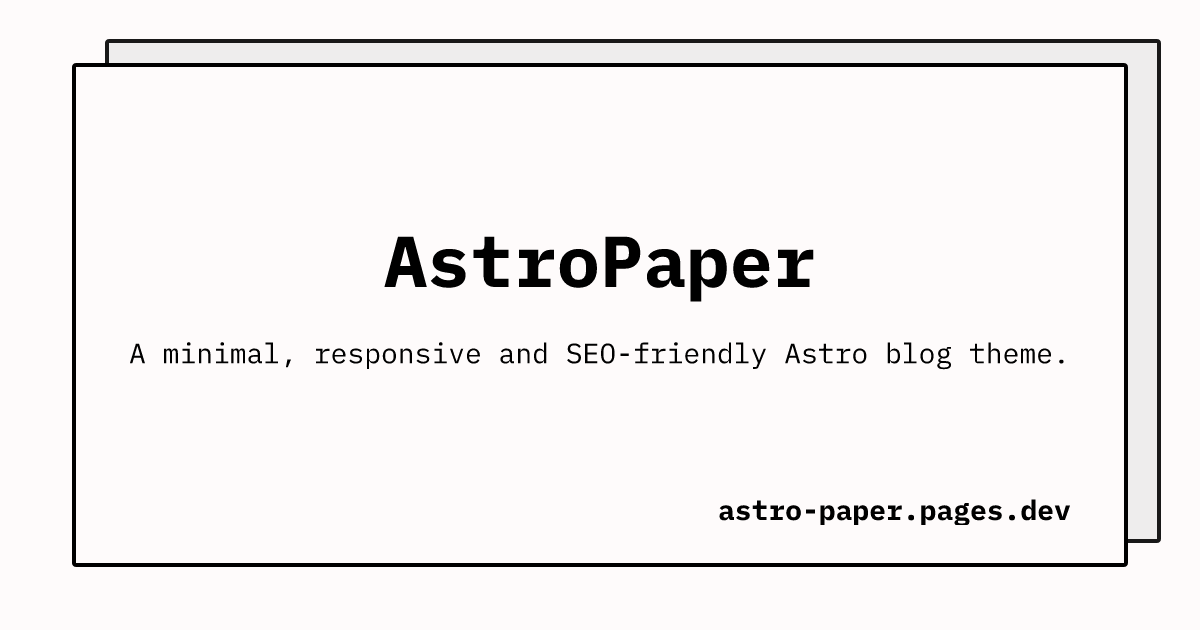 AstroPaper
A minimal, responsive and SEO-friendly Astro blog theme.
astro-paper.pages.dev